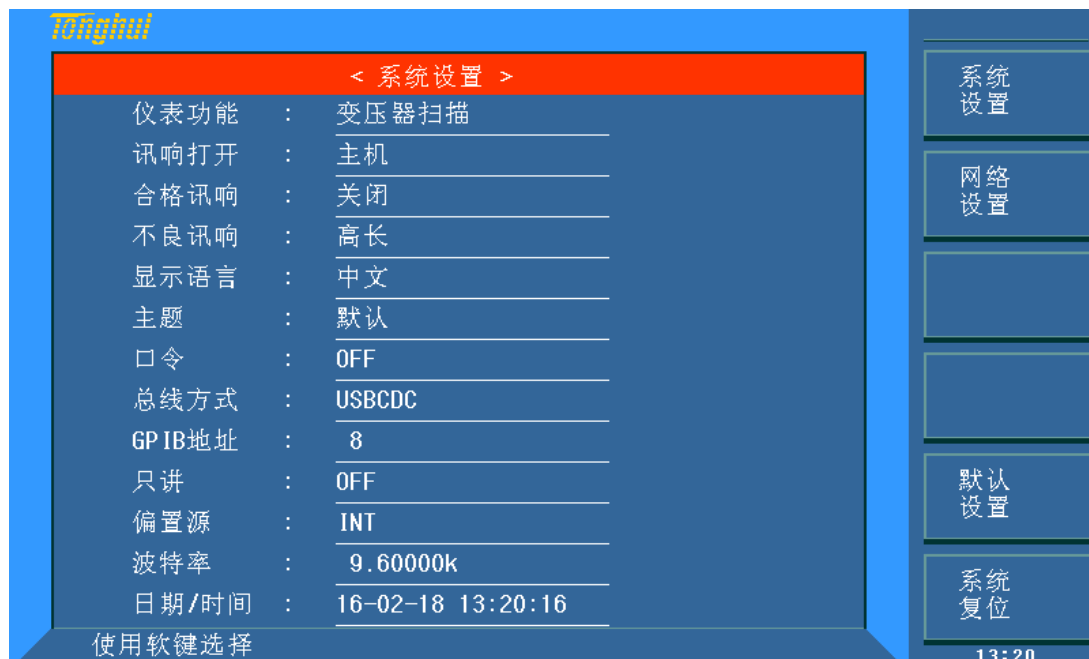 Tonghui
< 系统设置 >
仪表功能 : 变压器扫描
讯响打开 : 主机
合格讯响 : 关闭
不良讯响 : 高长
显示语言 : 中文
主题 : 默认
口令 : OFF
总线方式 : USBCDC
GPIB地址 : 8
只讲 : OFF
偏置源 : INT
波特率 : 9.60000k
日期/时间 : 16-02-18 13:20:16
使用软键选择
系统
设置
网络
设置
默认
设置
系统
复位
13:20